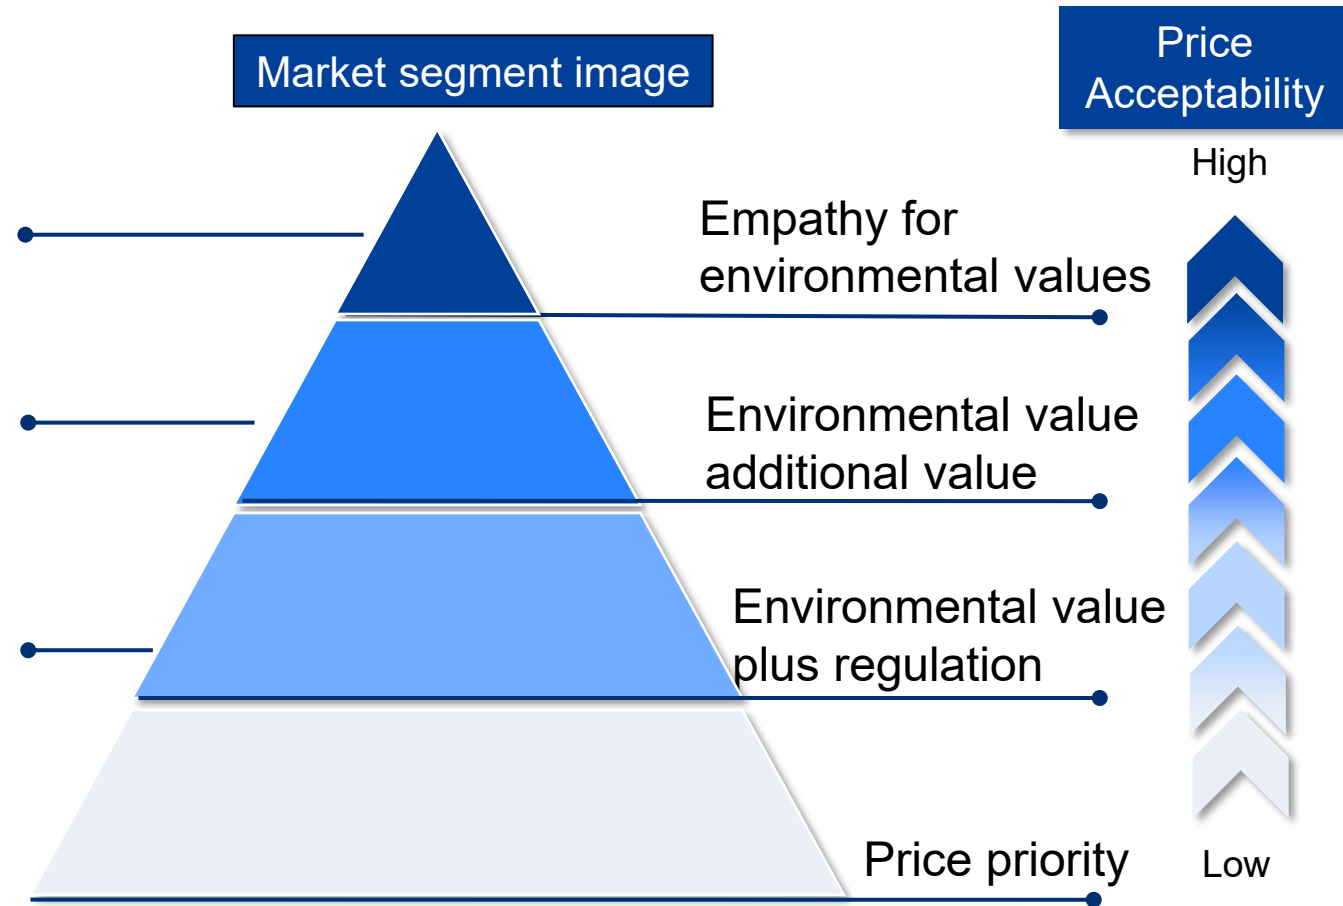 Market segment image
Price
Acceptability
High
Empathy for
environmental values
Environmental value
additional value
Environmental value
plus regulation
Price priority
Low